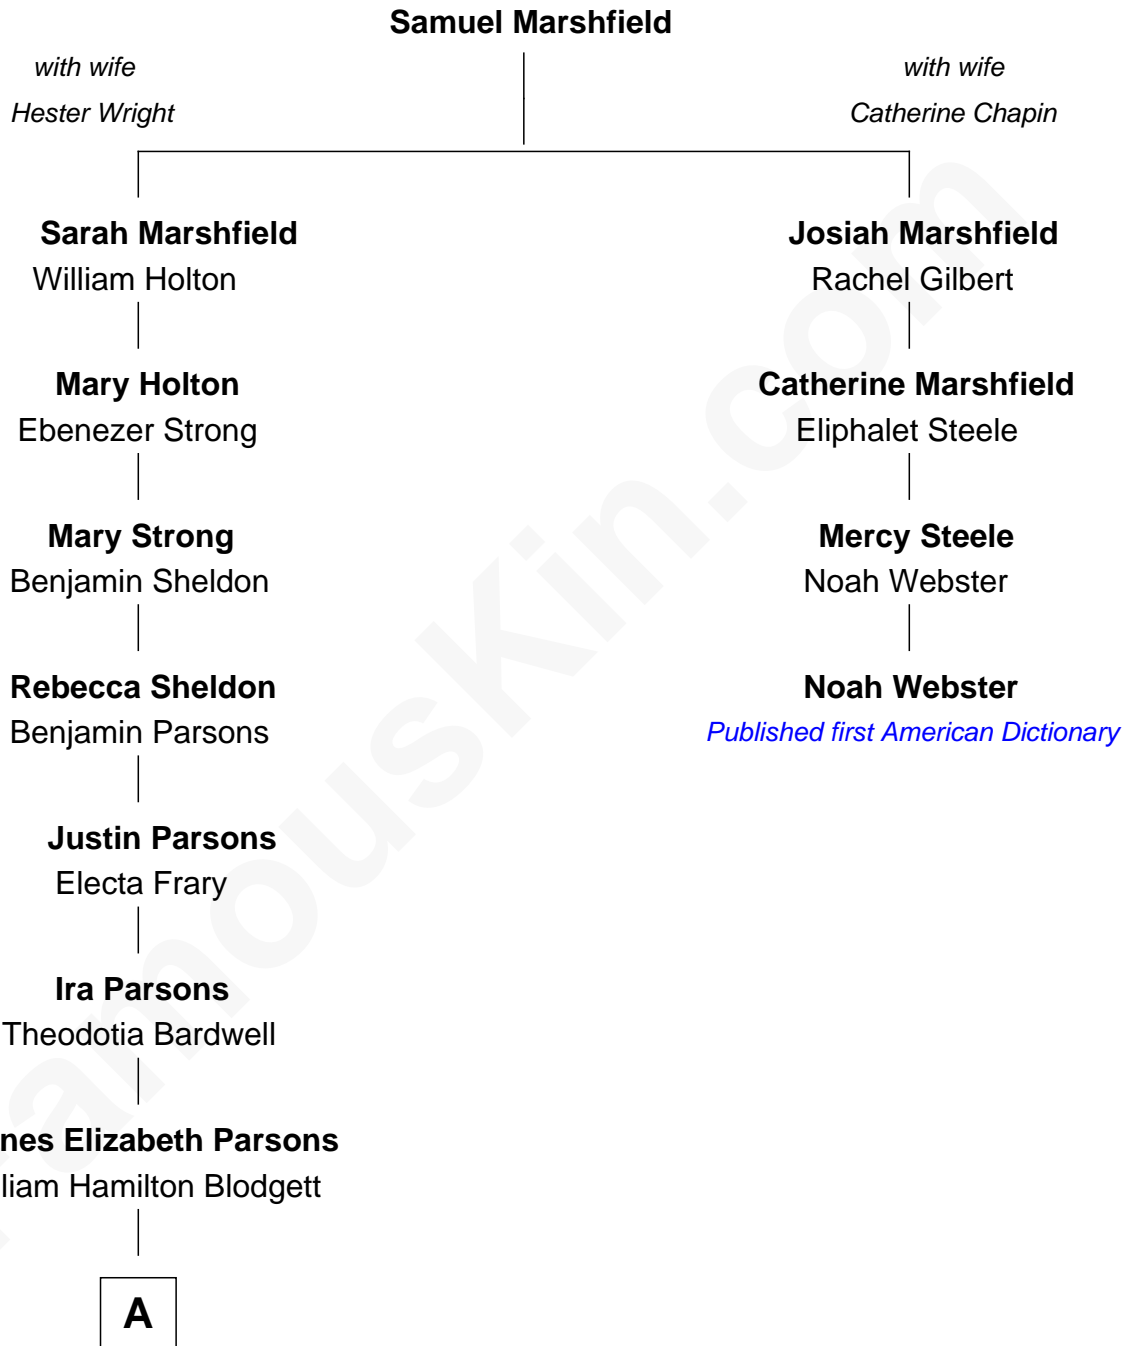 Samuel Marshfield
with wife
Hester Wright
with wife
Catherine Chapin
Sarah Marshfield
William Holton
Josiah Marshfield
Rachel Gilbert
Mary Holton
Ebenezer Strong
Catherine Marshfield
Eliphalet Steele
Mary Strong
Benjamin Sheldon
Mercy Steele
Noah Webster
Rebecca Sheldon
Benjamin Parsons
Noah Webster
Published first American Dictionary
Justin Parsons
Electa Frary
Ira Parsons
Theodotia Bardwell
Elizabeth Parsons
Hamilton Blodgett
A
FamousKin.com